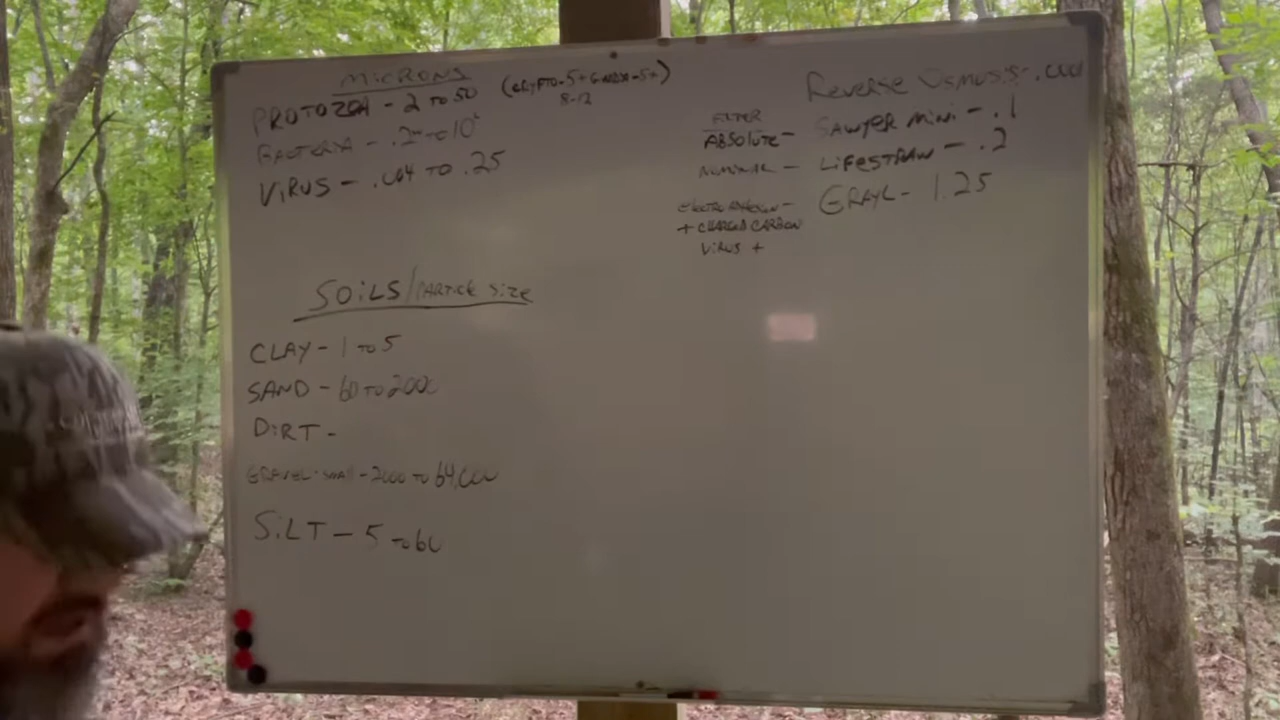 MICRONS
PROTOZOA - 2 TO 50 (CRYPTO-5+ GIARDIA-5+)
8-12
BACTERIA - .2 TO 10
VIRUS - .004 TO .25
Reverse Osmosis - .0001
FILTER
ABSOLUTE - SAWYER MINI - .1
NOMINAL - LIFESTRAW - .2
GRAYL - 1.25
ELECTRO ADHESION -
+ CHARGED CARBON
VIRUS +
SOILS/PARTICLE SIZE
CLAY - 1 TO 5
SAND - 60 TO 2000
DIRT -
GRAVEL-small - 2000 TO 64,000
SILT - 5 TO 60